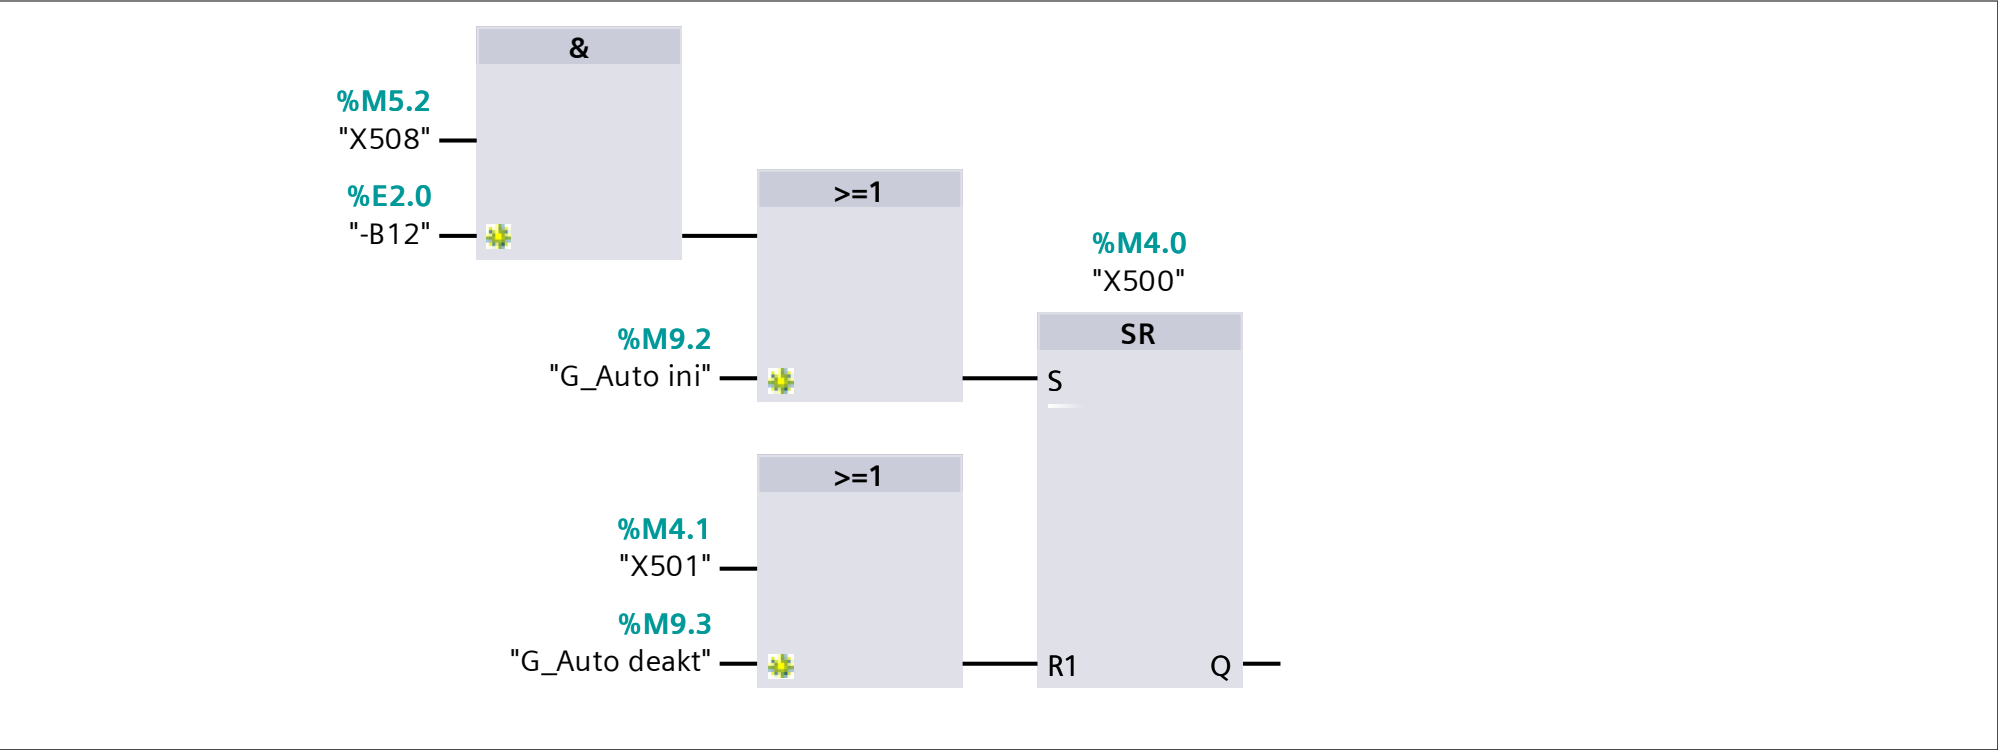 &
%M5.2
"X508"
%E2.0
"-B12"
>=1
%M9.2
"G_Auto ini"
%M4.0
"X500"
SR
S
>=1
%M4.1
"X501"
%M9.3
"G_Auto deakt"
R1 Q